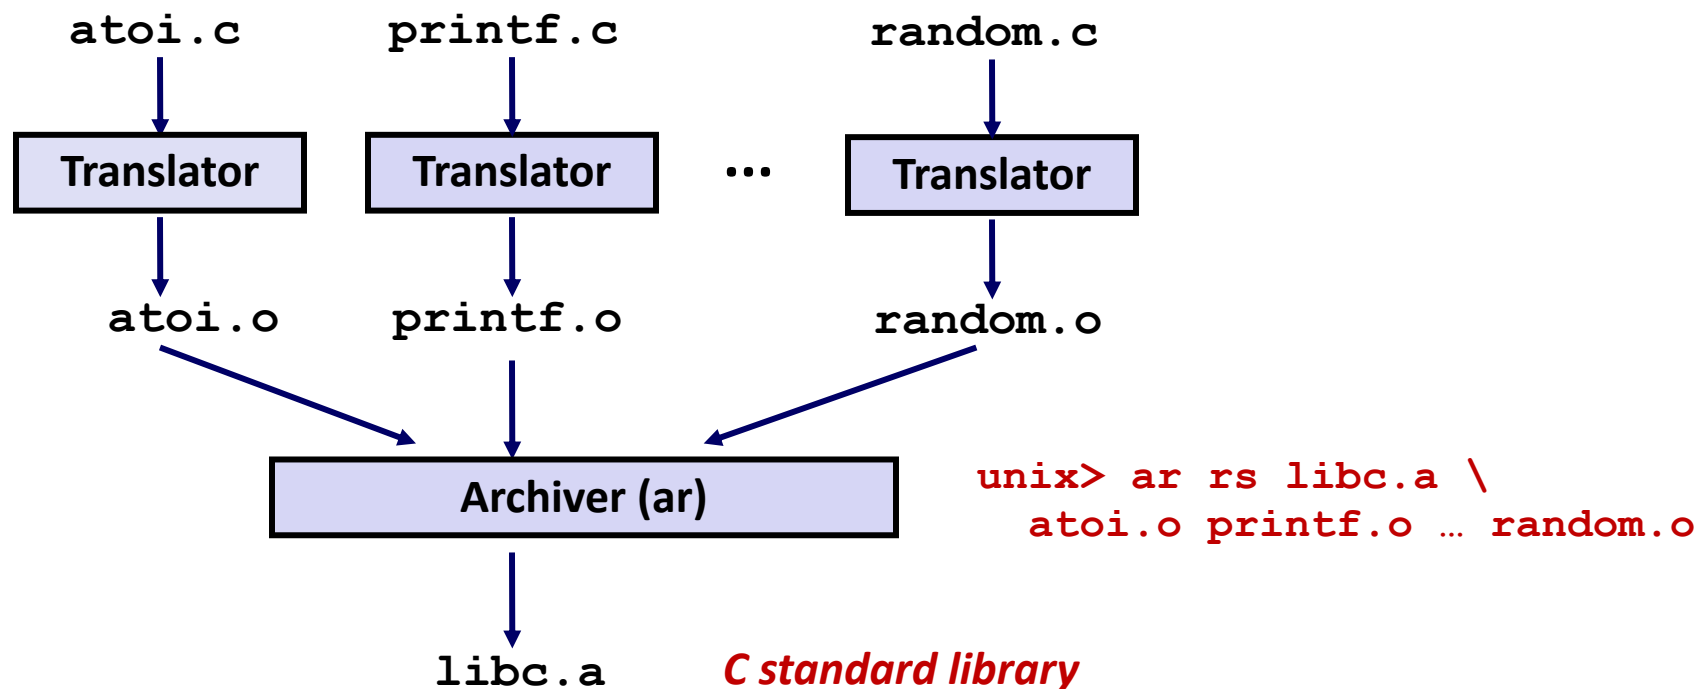 atoi.c printf.c random.c
Translator Translator ... Translator
atoi.o printf.o random.o
Archiver (ar)
unix> ar rs libc.a \
atoi.o printf.o … random.o
libc.a C standard library